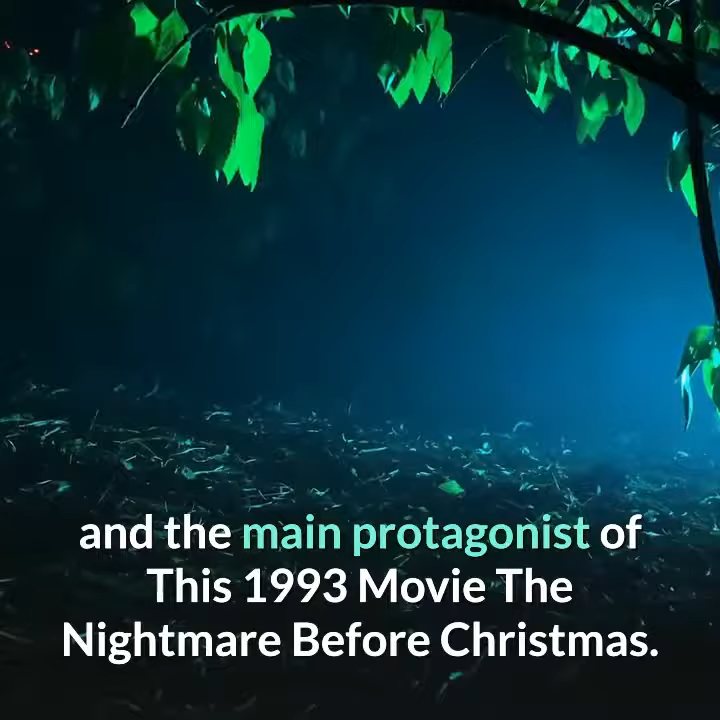 and the main protagonist of
This 1993 Movie The
Nightmare Before Christmas.